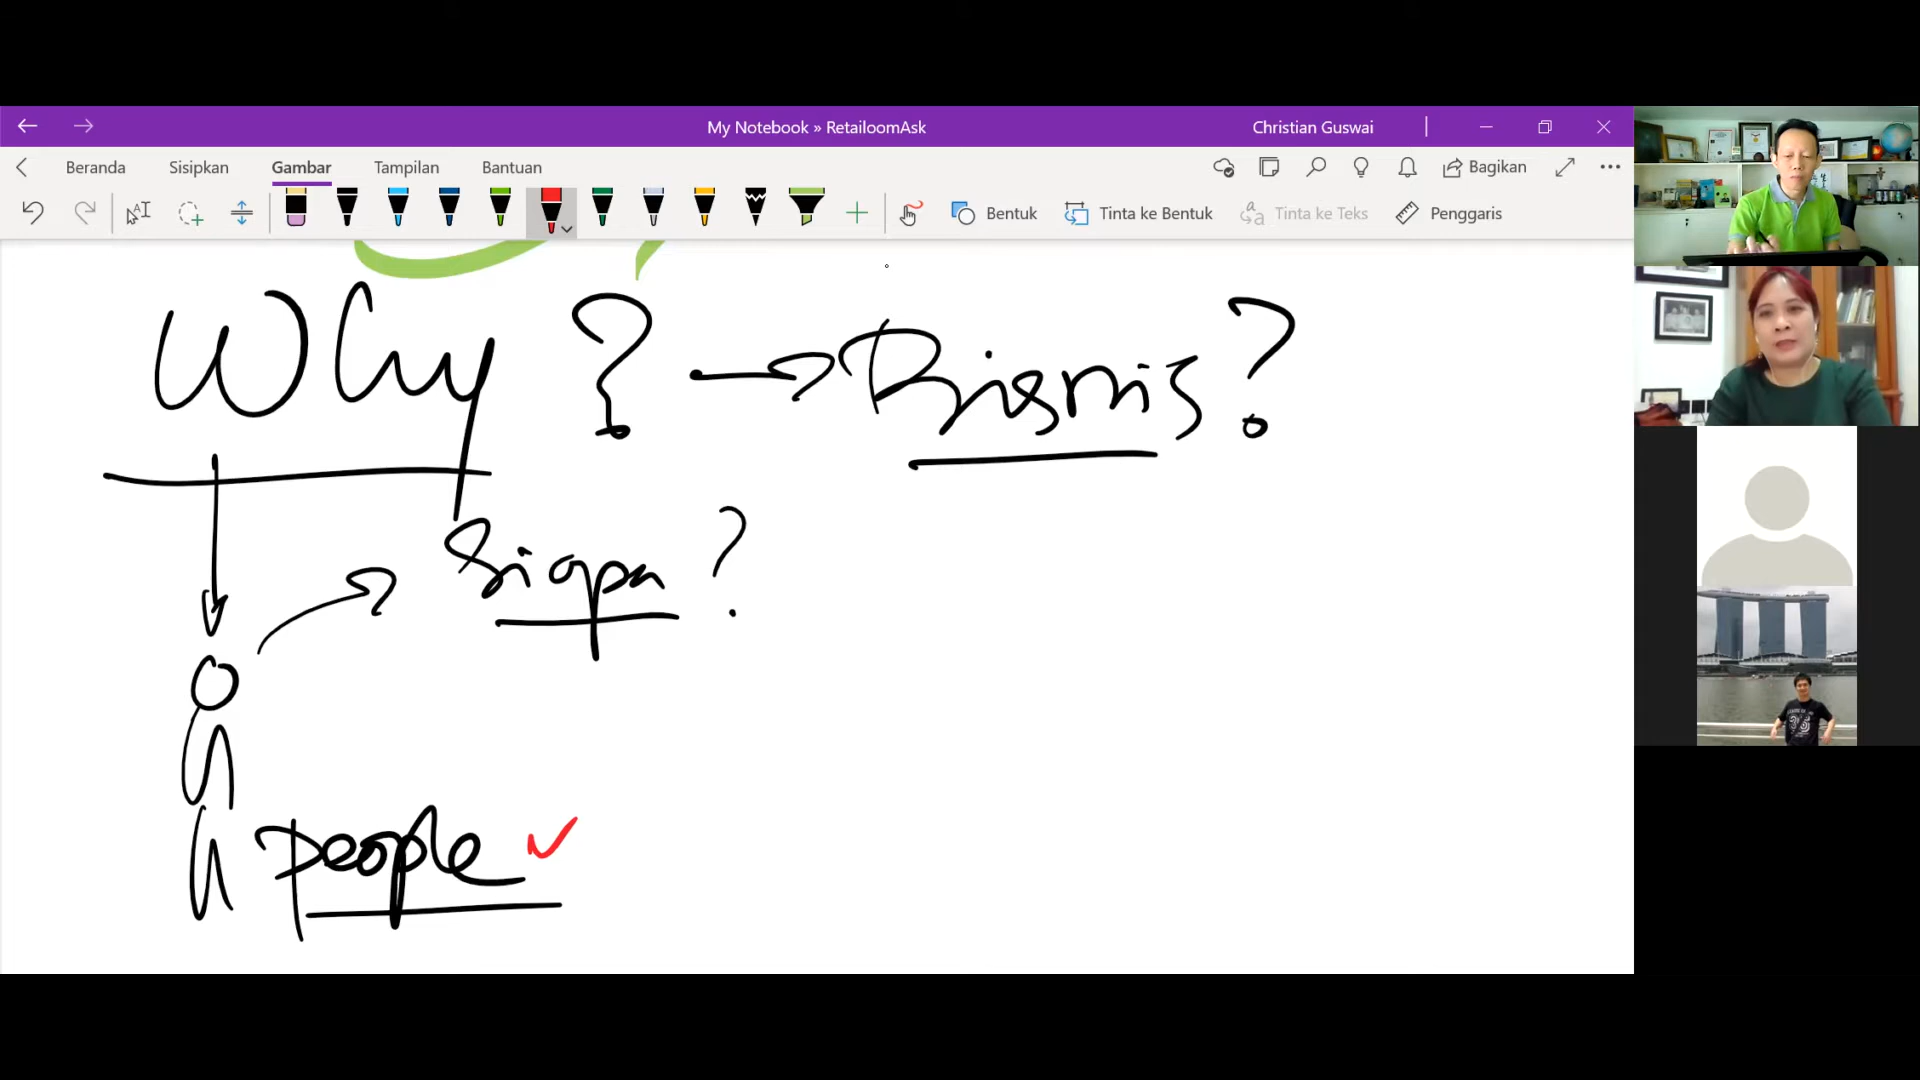 My Notebook » RetailoomAsk
Christian Guswai
Beranda Sisipkan Gambar Tampilan Bantuan
Bagikan
Bentuk Tinta ke Bentuk Tinta ke Teks Penggaris
Why ? Bisnis ?
Siapa ?
people